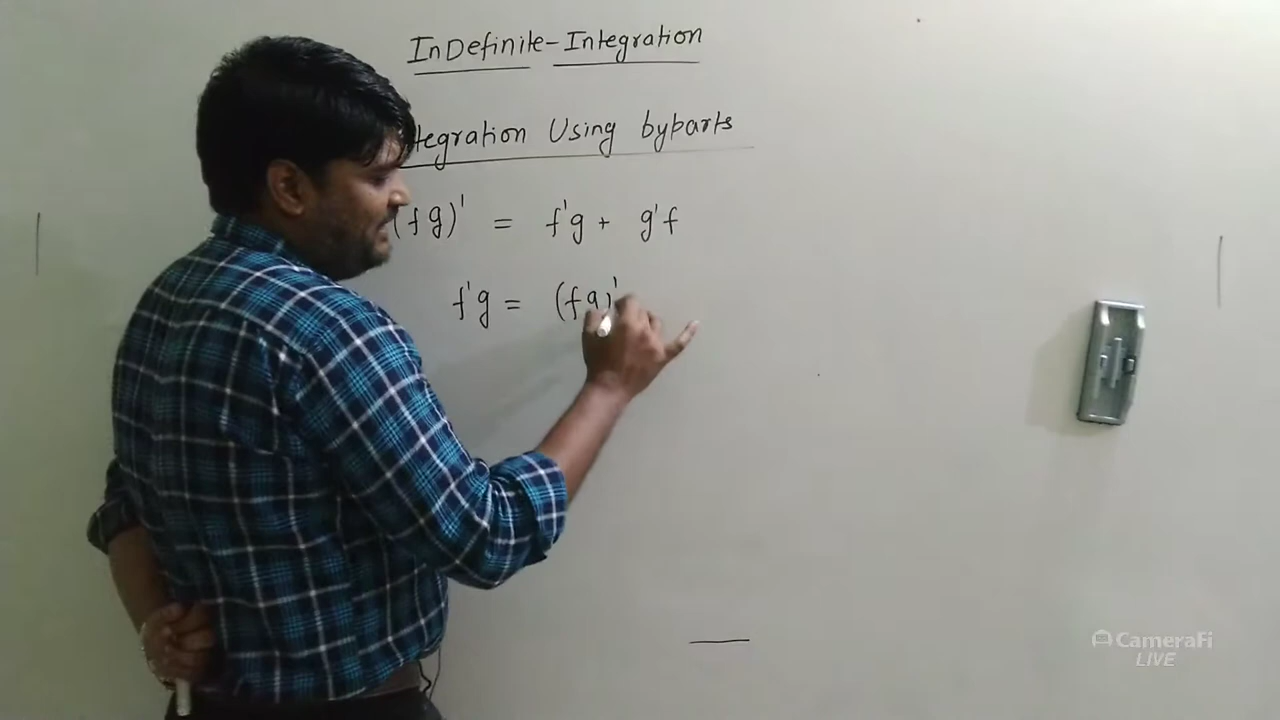 InDefinite-Integration
tegration Using byparts
(fg)' = f'g + g'f
f'g = (fg)'
CameraFi
LIVE